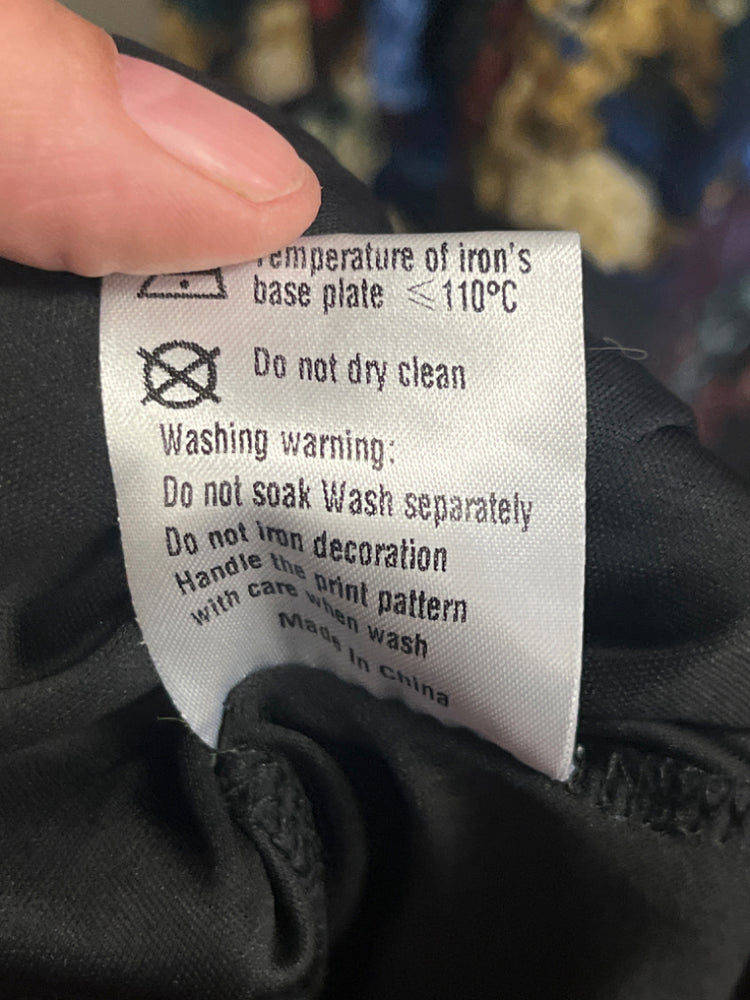 Temperature of iron's
base plate ≤110°C
Do not dry clean
Washing warning:
Do not soak Wash separately
Do not iron decoration
Handle the print pattern
with care when wash
Made In China